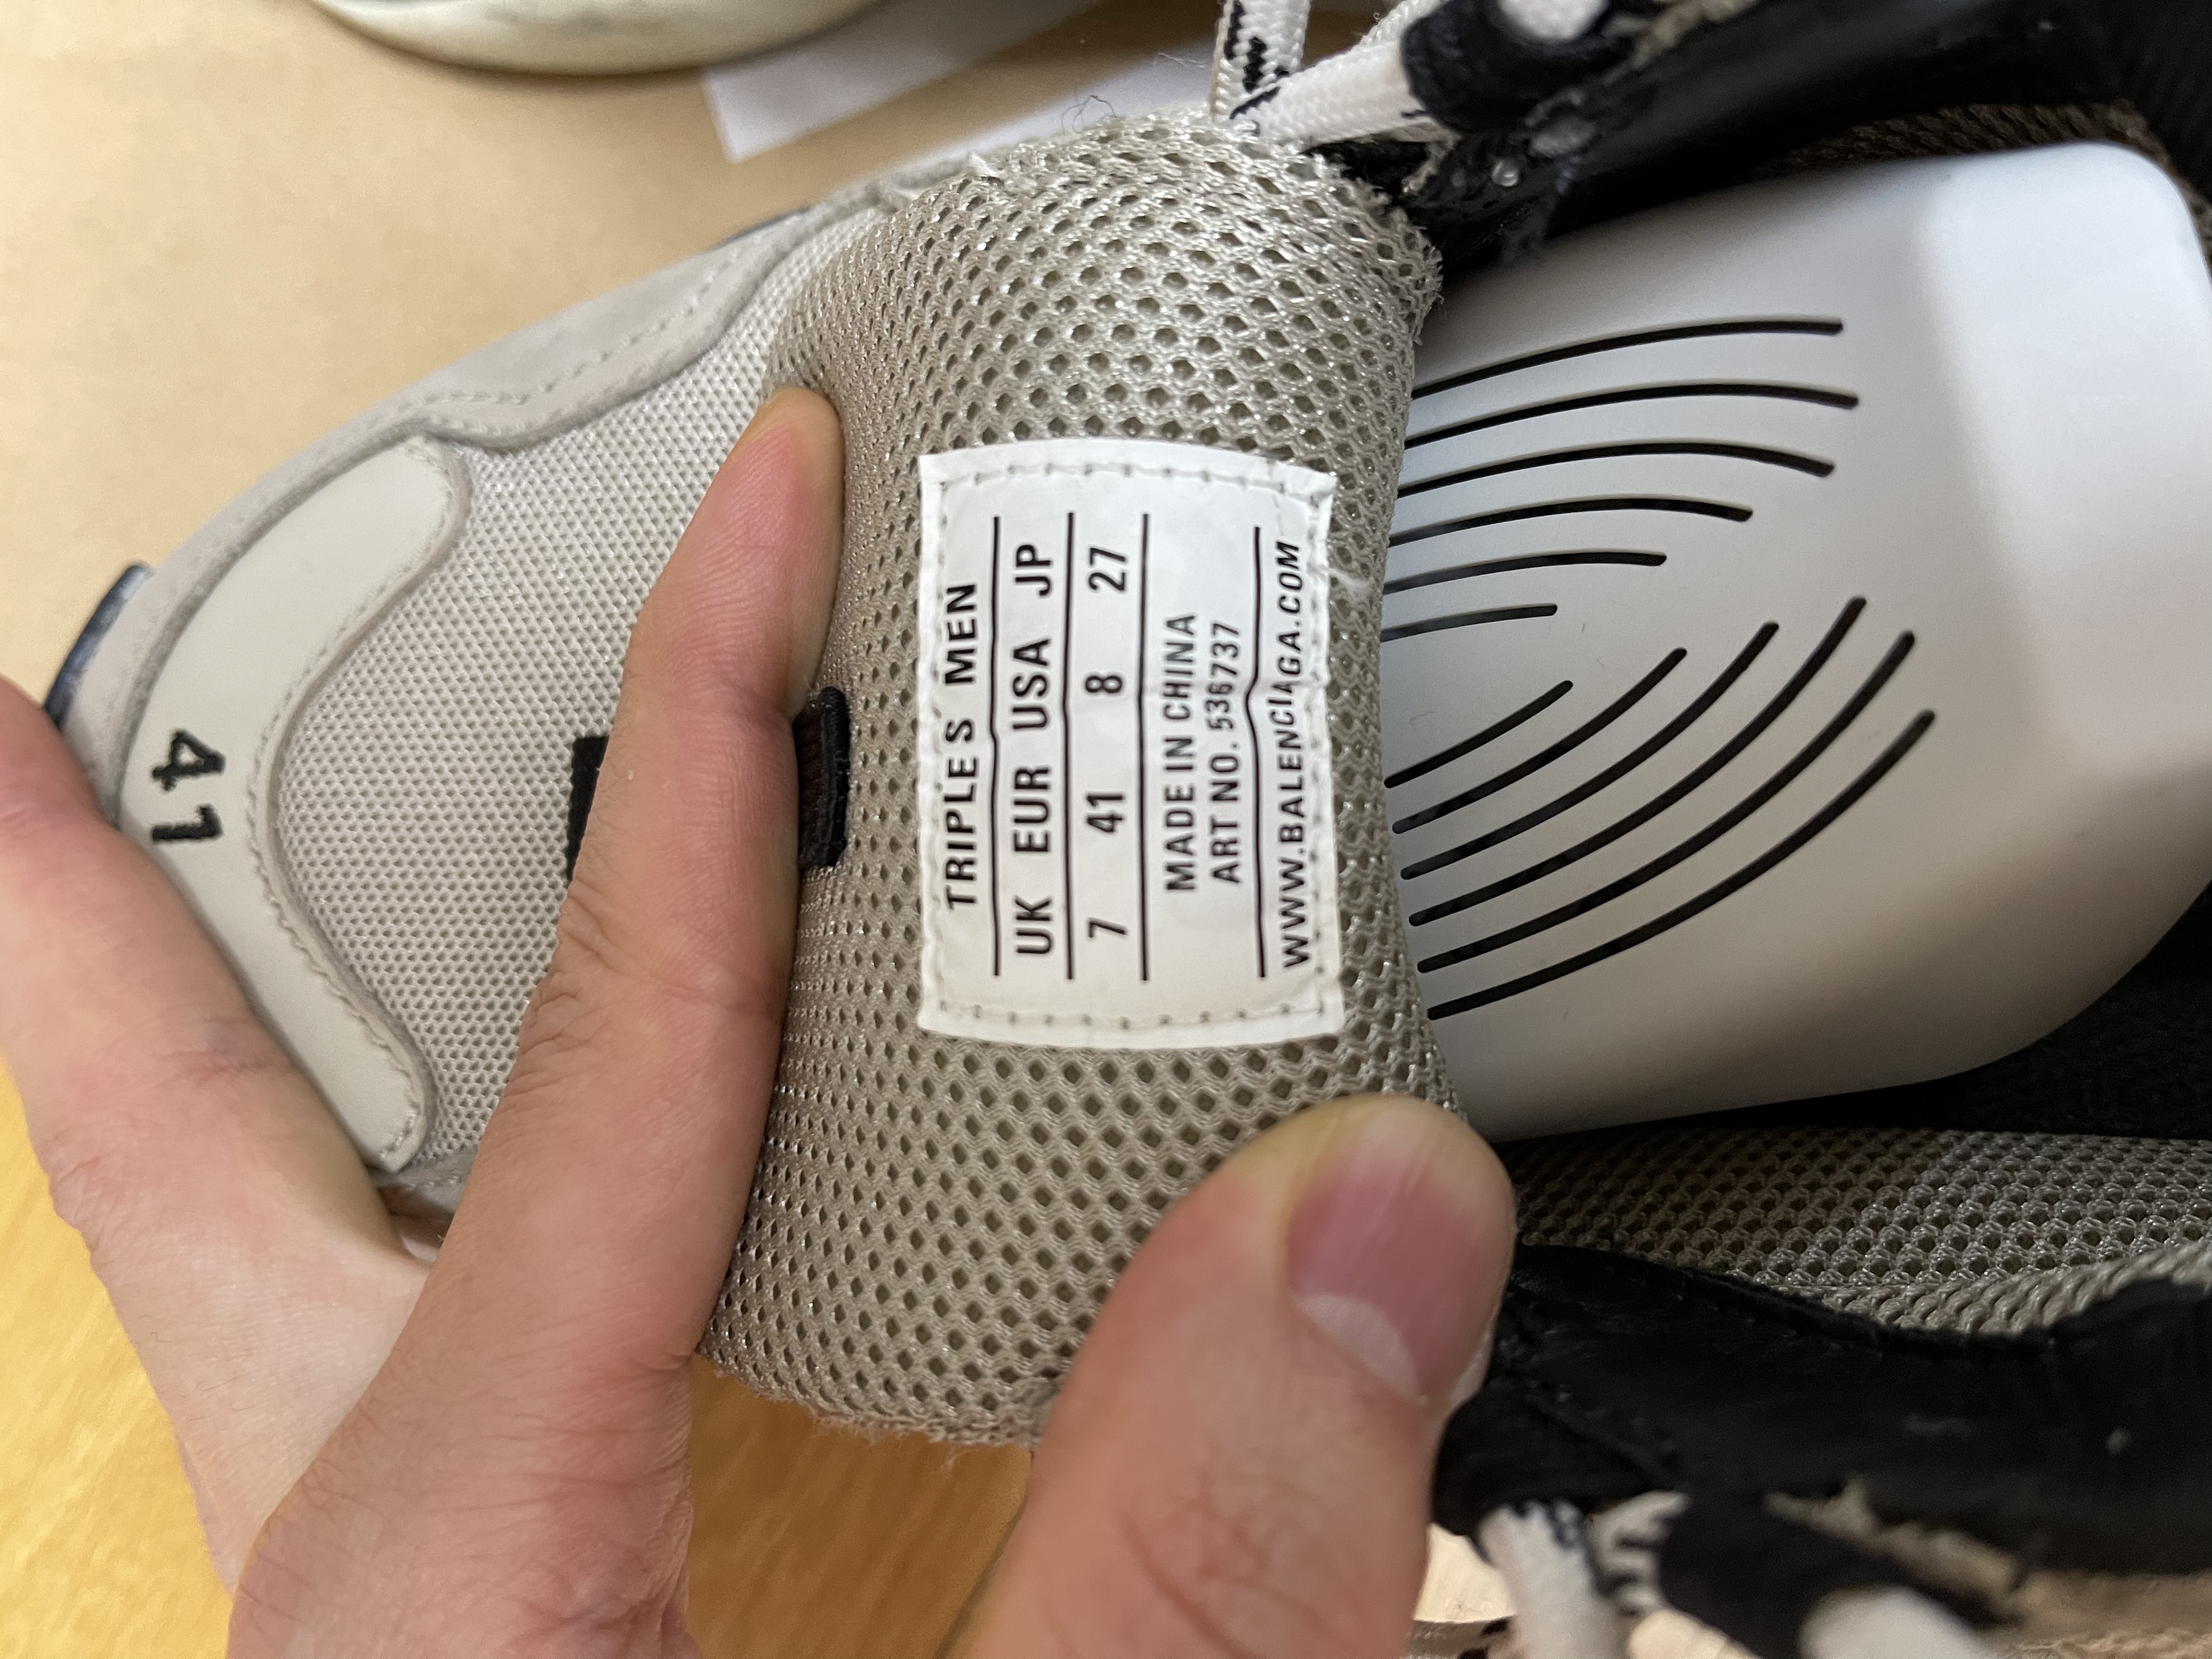 TRIPLE S MEN
UK EUR USA JP
7 41 8 27
MADE IN CHINA
ART NO. 536737
WWW.BALENCIAGA.COM
41